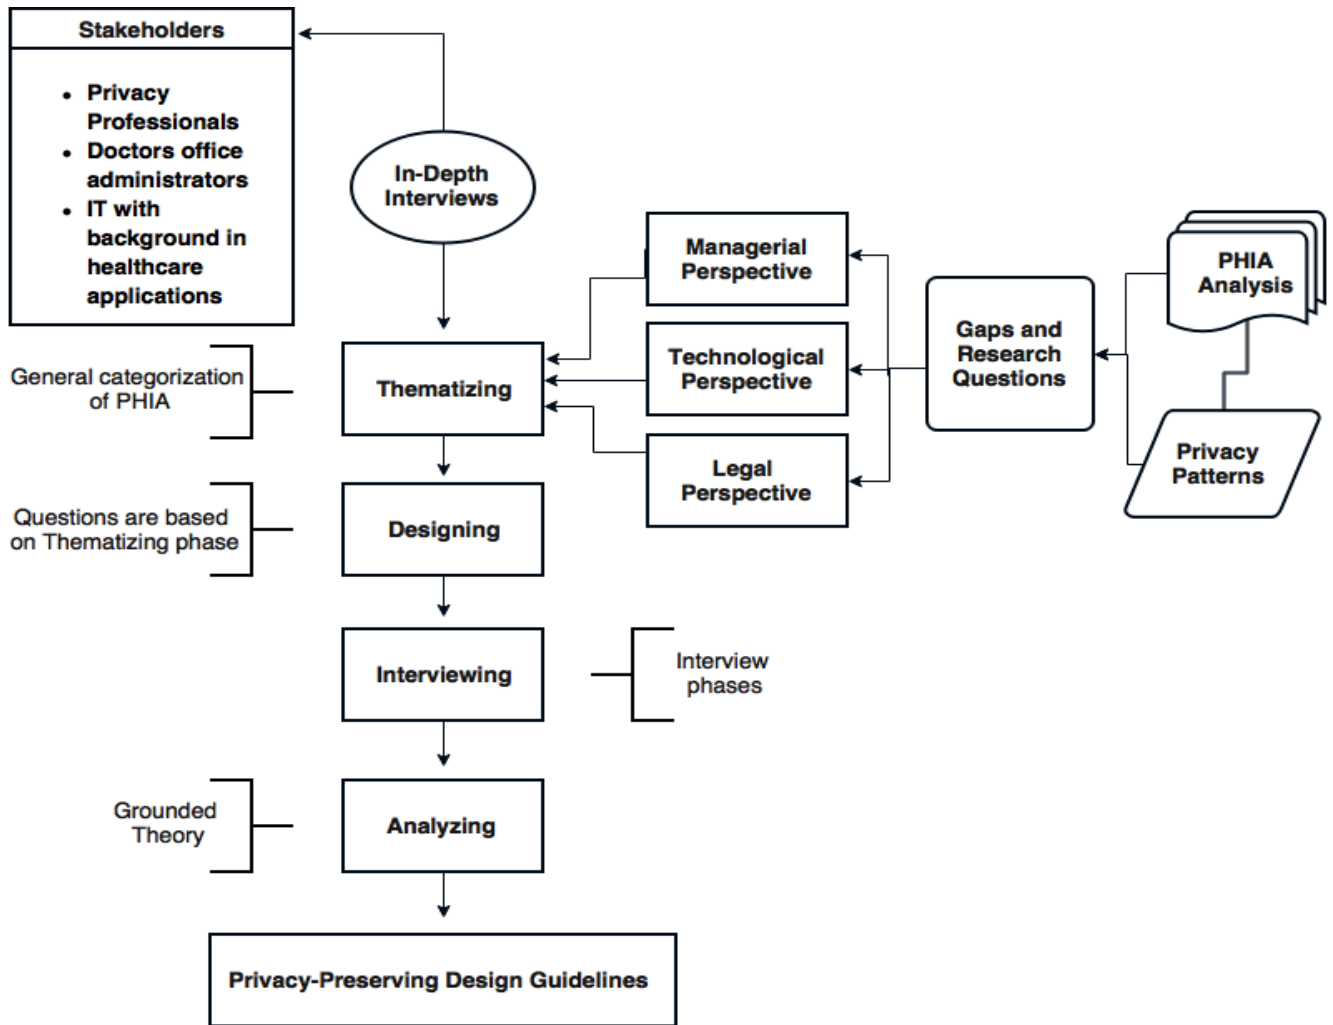 Stakeholders
• Privacy
Professionals
• Doctors office
administrators
• IT with
background in
healthcare
applications
In-Depth
Interviews
Managerial
Perspective
Technological
Perspective
Legal
Perspective
Gaps and
Research
Questions
PHIA
Analysis
Privacy
Patterns
General categorization
of PHIA
Thematizing
Questions are based
on Thematizing phase
Designing
Interviewing
Interview
phases
Grounded
Theory
Analyzing
Privacy-Preserving Design Guidelines